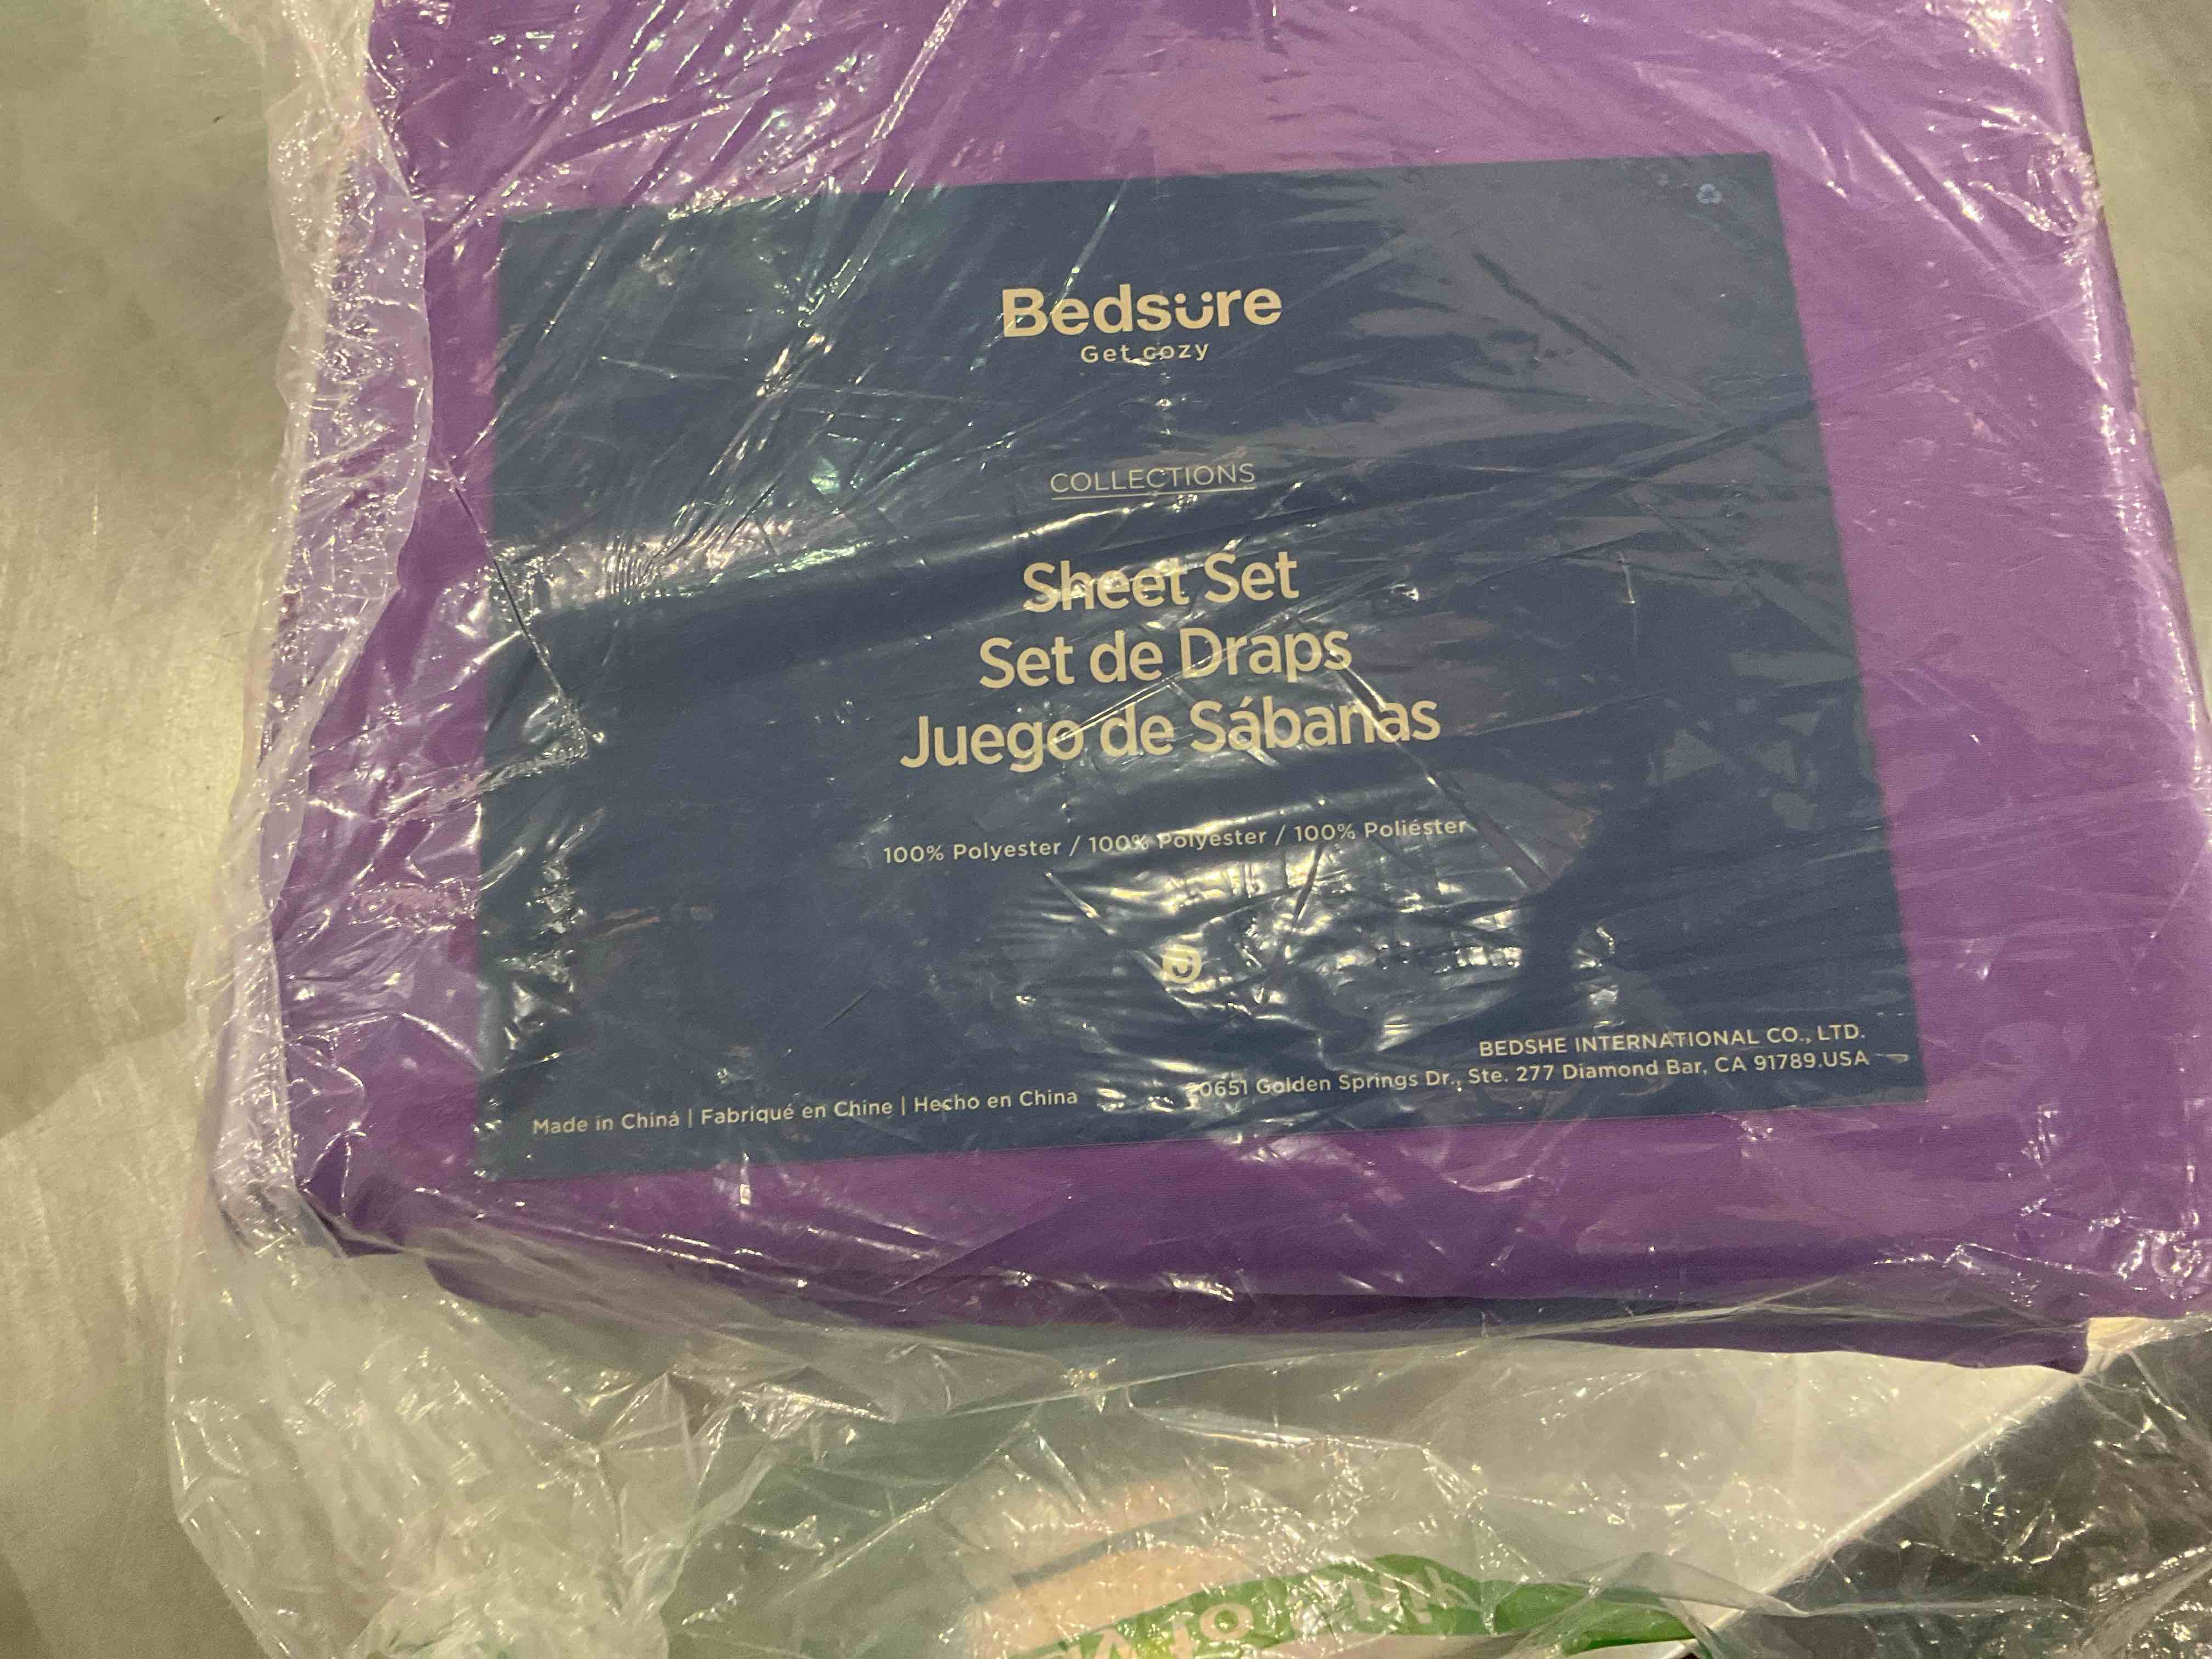 Bedsure
Get cozy
COLLECTIONS
Sheet Set
Set de Draps
Juego de Sábanas
100% Polyester / 100% Polyester / 100% Poliéster
BEDSHE INTERNATIONAL CO., LTD.
20651 Golden Springs Dr., Ste. 277 Diamond Bar, CA 91789.USA
Made in China | Fabriqué en Chine | Hecho en China